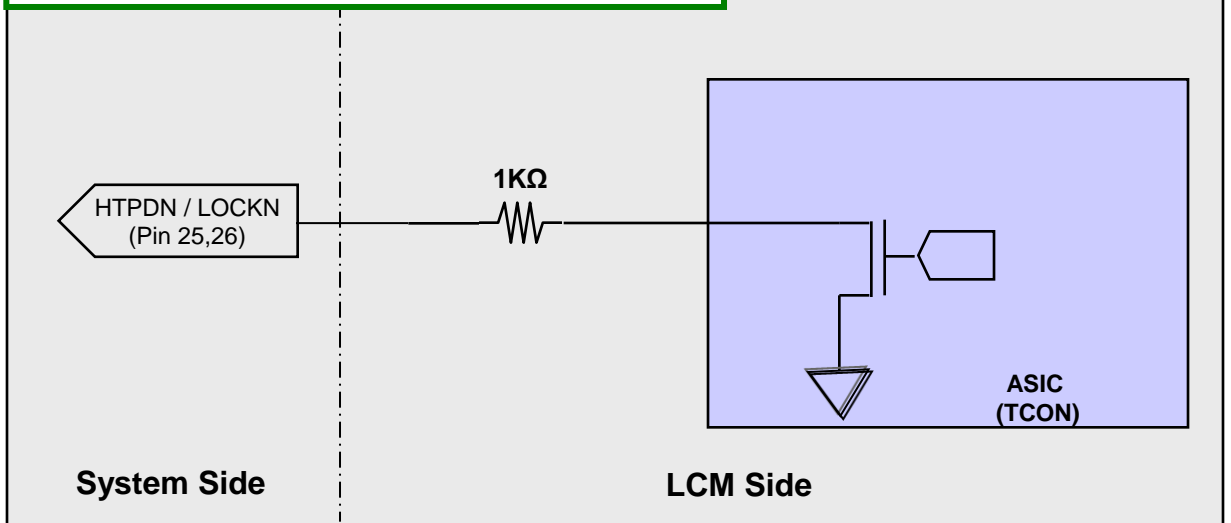 1KΩ
HTPDN / LOCKN
(Pin 25,26)
ASIC
(TCON)
System Side
LCM Side